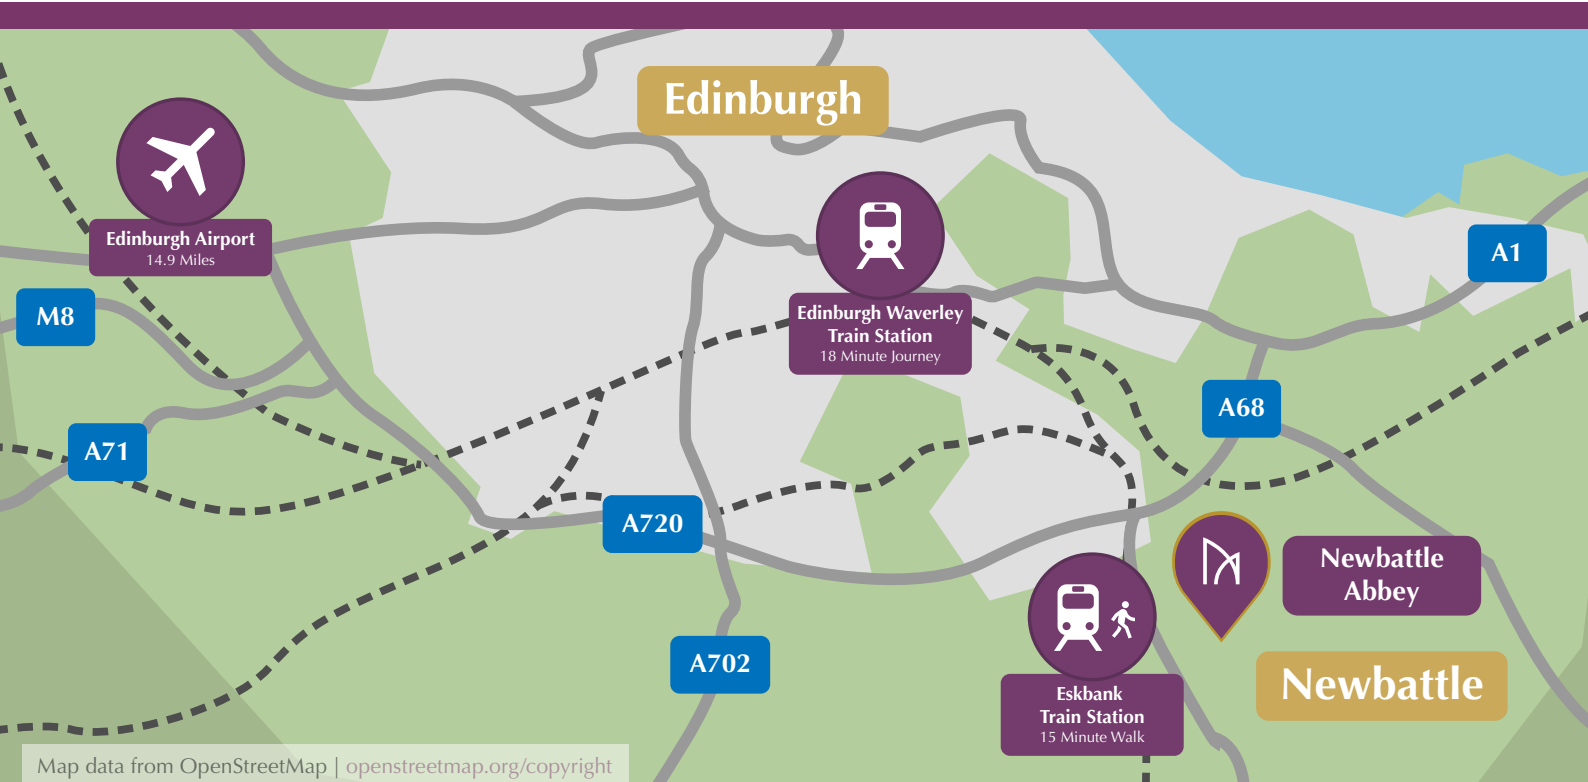 Edinburgh
Edinburgh Airport
14.9 Miles
Edinburgh Waverley
Train Station
18 Minute Journey
A1
M8
A68
A71
A720
Newbattle
Abbey
A702
Newbattle
Eskbank
Train Station
15 Minute Walk
Map data from OpenStreetMap | openstreetmap.org/copyright